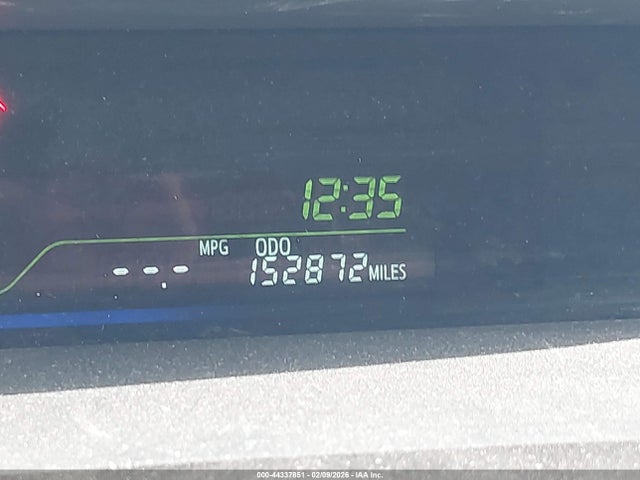 12:35
MPG ODO
--.- 152872 MILES
000-44337851 - 02/09/2026 - IAA Inc.